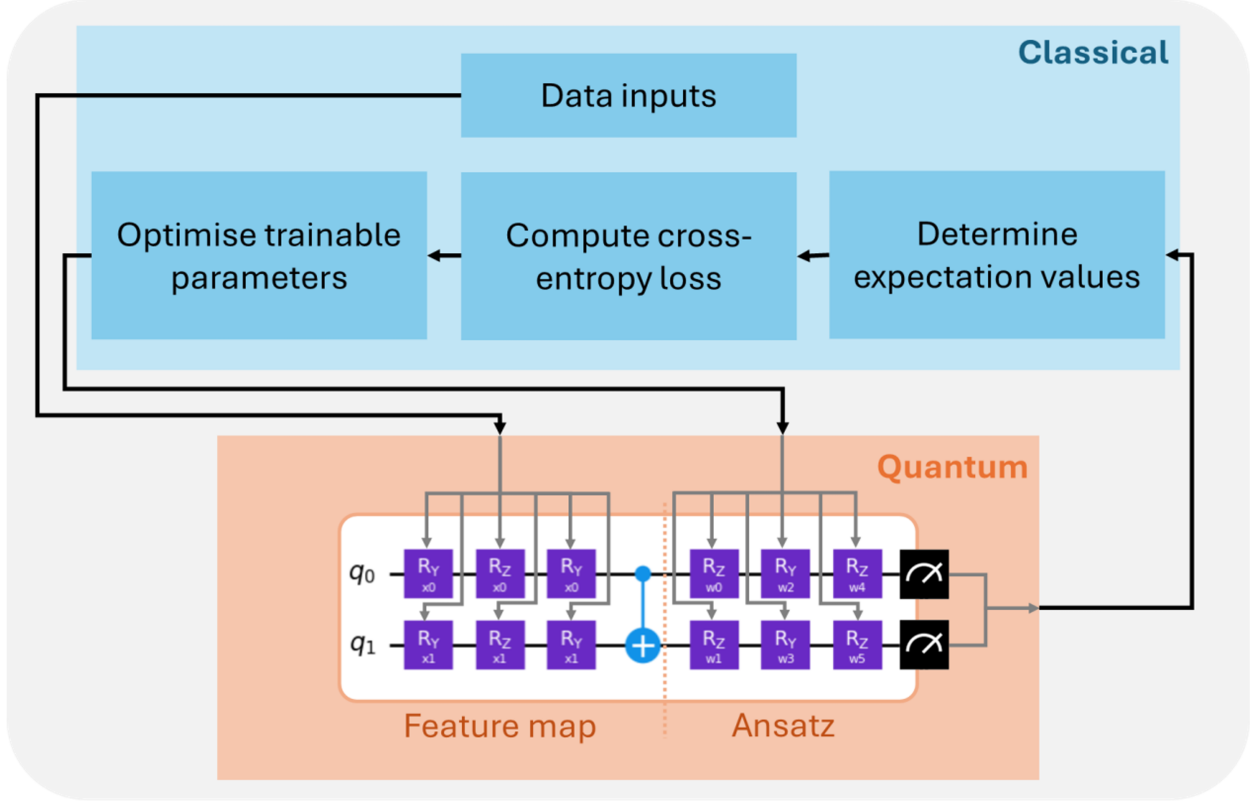 Classical
Data inputs
Optimise trainable
parameters
Compute cross-
entropy loss
Determine
expectation values
Quantum
q0 RY x0 RZ x0 RY x0 RZ w0 RY w2 RZ w4
q1 RY x1 RZ x1 RY x1 RZ w1 RY w3 RZ w5
Feature map Ansatz